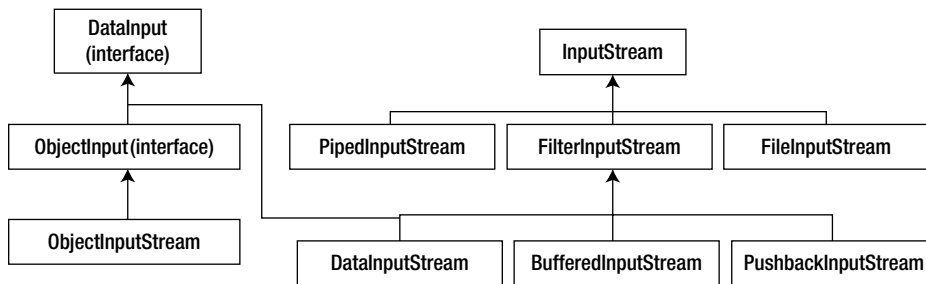 DataInput
(interface)
InputStream
ObjectInput (interface)
PipedInputStream
FilterInputStream
FileInputStream
ObjectInputStream
DataInputStream
BufferedInputStream
PushbackInputStream